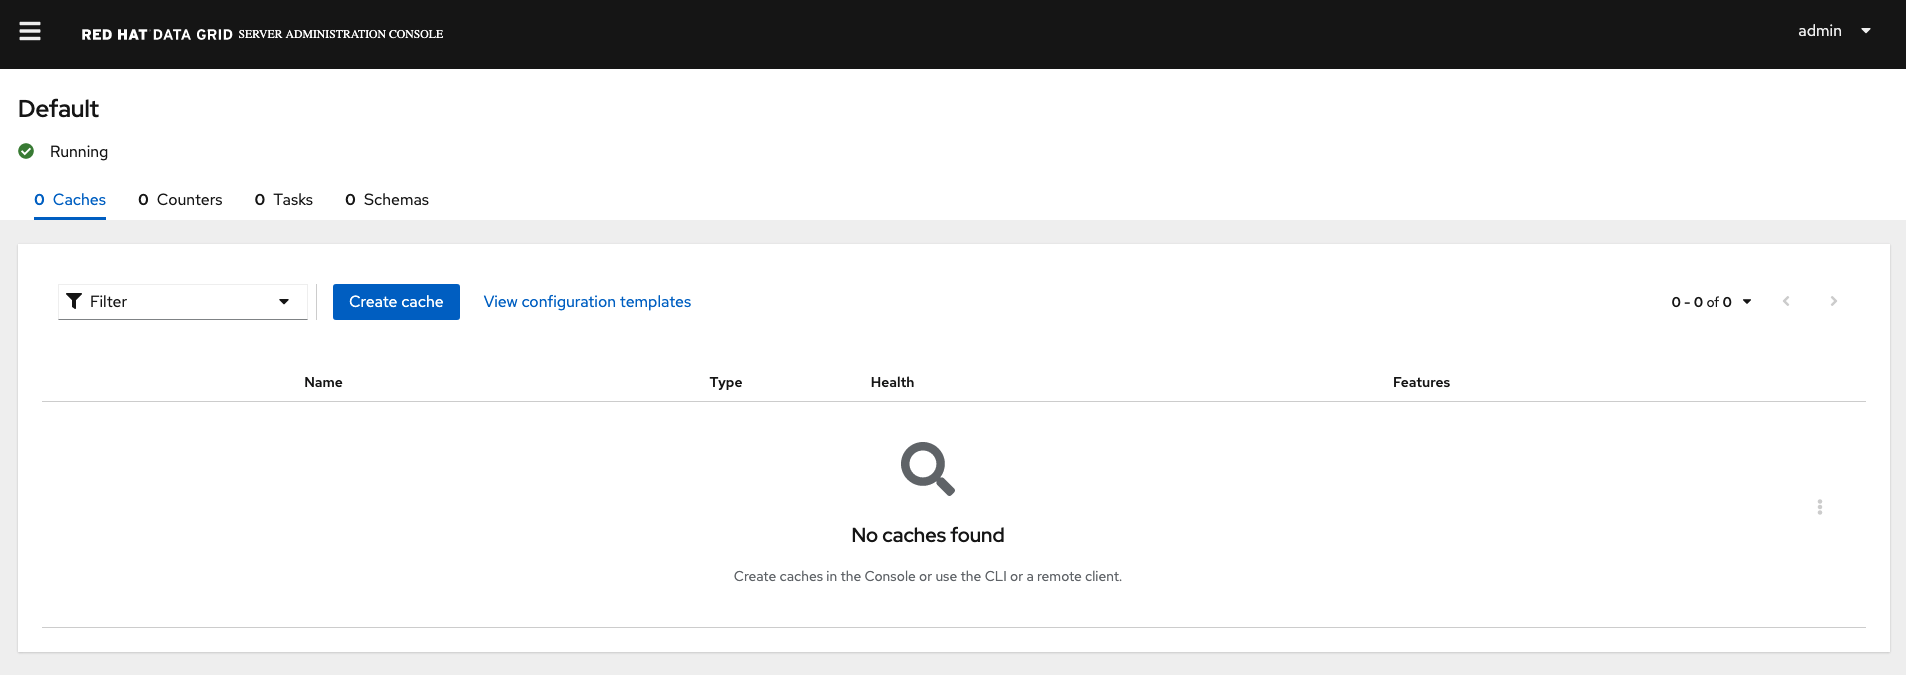 RED HAT DATA GRID SERVER ADMINISTRATION CONSOLE admin
Default
Running
0 Caches 0 Counters 0 Tasks 0 Schemas
Filter Create cache View configuration templates 0 - 0 of 0
Name Type Health Features
No caches found
Create caches in the Console or use the CLI or a remote client.